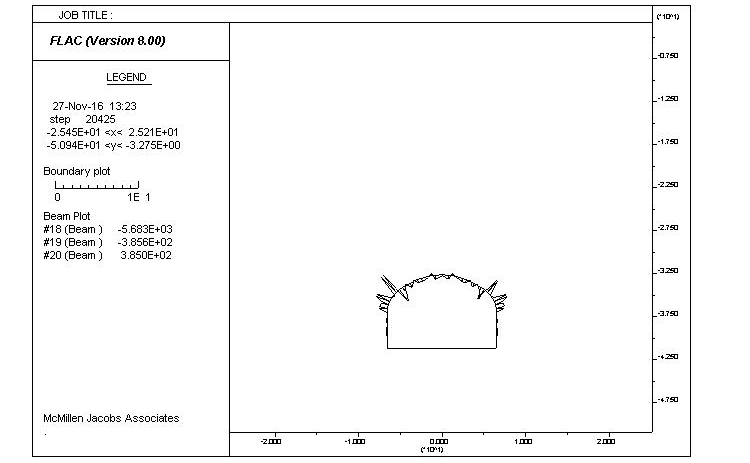 JOB TITLE :
FLAC (Version 8.00)
LEGEND
27-Nov-16 13:23
step 20425
-2.545E+01 <x< 2.521E+01
-5.094E+01 <y< -3.275E+00
Boundary plot
0 1E 1
Beam Plot
#18 (Beam ) -5.683E+03
#19 (Beam ) -3.856E+02
#20 (Beam ) 3.850E+02
McMillen Jacobs Associates
(*10^1)
-0.750
-1.250
-1.750
-2.250
-2.750
-3.250
-3.750
-4.250
-4.750
-2.000 -1.000 0.000 1.000 2.000
(*10^1)